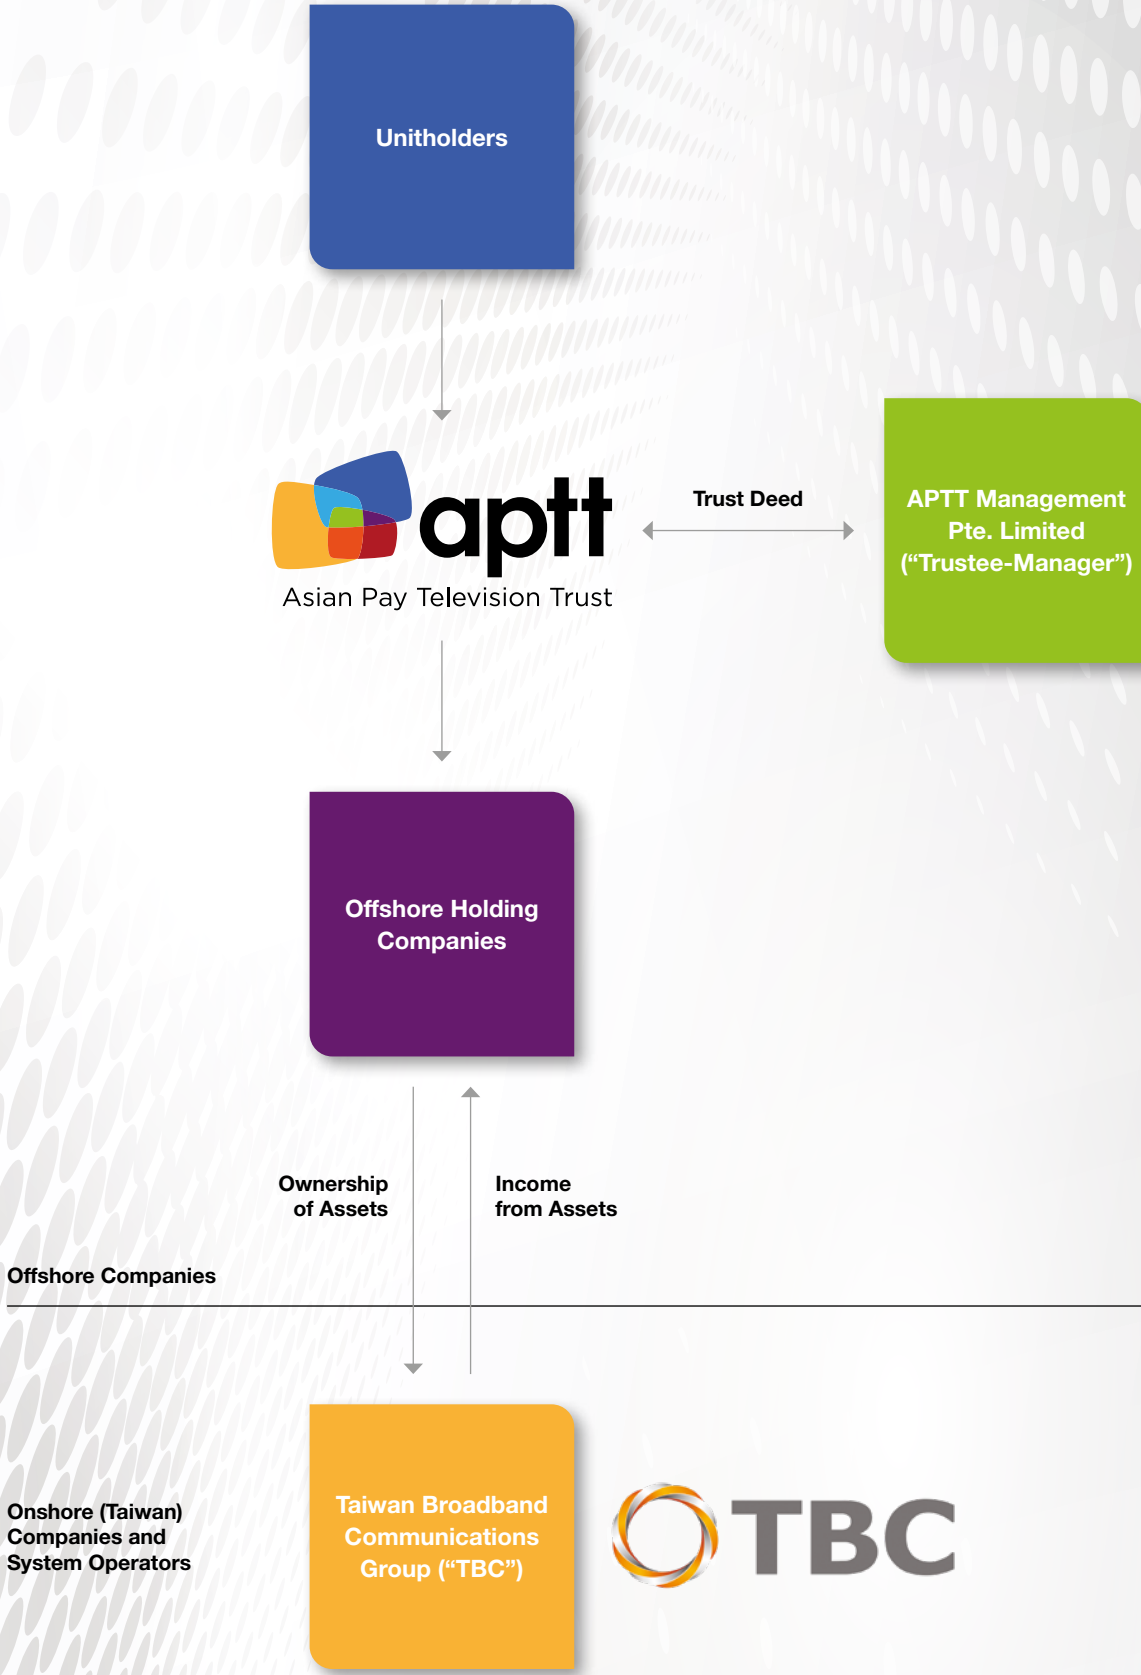 Unitholders
aptt
Asian Pay Television Trust
Trust Deed
APTT Management
Pte. Limited
(“Trustee-Manager”)
Offshore Holding
Companies
Ownership
of Assets
Income
from Assets
Offshore Companies
Onshore (Taiwan)
Companies and
System Operators
Taiwan Broadband
Communications
Group (“TBC”)
TBC